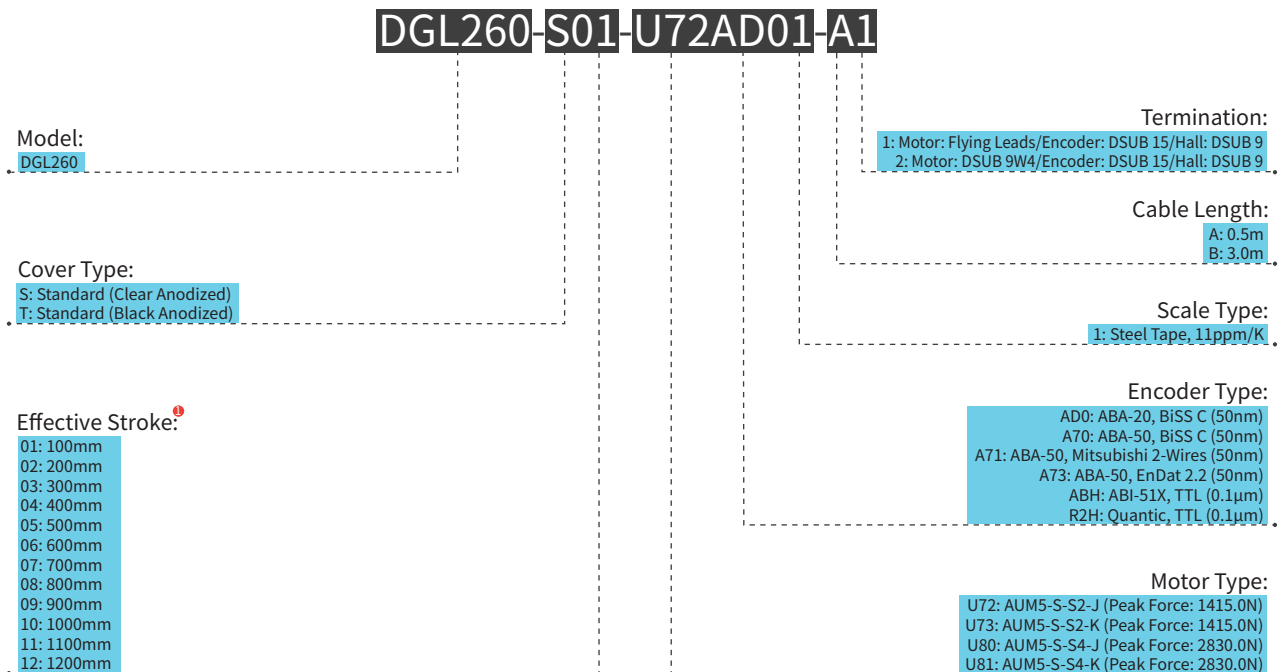 DGL260-S01-U72AD01-A1
Model:
DGL260
Cover Type:
S: Standard (Clear Anodized)
T: Standard (Black Anodized)
Effective Stroke:1
01: 100mm
02: 200mm
03: 300mm
04: 400mm
05: 500mm
06: 600mm
07: 700mm
08: 800mm
09: 900mm
10: 1000mm
11: 1100mm
12: 1200mm
Termination:
1: Motor: Flying Leads/Encoder: DSUB 15/Hall: DSUB 9
2: Motor: DSUB 9W4/Encoder: DSUB 15/Hall: DSUB 9
Cable Length:
A: 0.5m
B: 3.0m
Scale Type:
1: Steel Tape, 11ppm/K
Encoder Type:
AD0: ABA-20, BiSS C (50nm)
A70: ABA-50, BiSS C (50nm)
A71: ABA-50, Mitsubishi 2-Wires (50nm)
A73: ABA-50, EnDat 2.2 (50nm)
ABH: ABI-51X, TTL (0.1μm)
R2H: Quantic, TTL (0.1μm)
Motor Type:
U72: AUM5-S-S2-J (Peak Force: 1415.0N)
U73: AUM5-S-S2-K (Peak Force: 1415.0N)
U80: AUM5-S-S4-J (Peak Force: 2830.0N)
U81: AUM5-S-S4-K (Peak Force: 2830.0N)